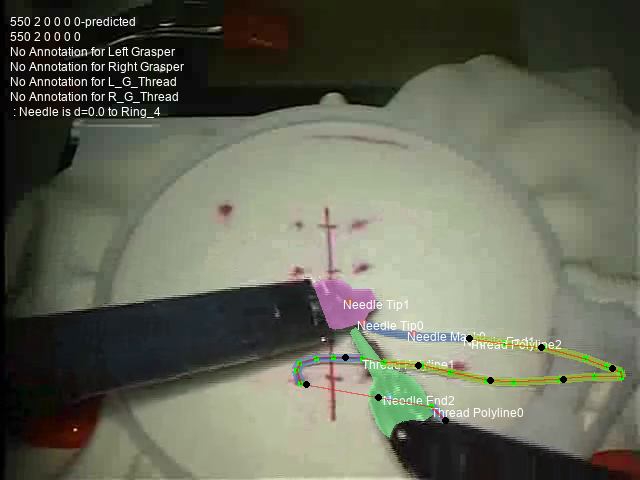 550 2 0 0 0 0-predicted
550 2 0 0 0 0
No Annotation for Left Grasper
No Annotation for Right Grasper
No Annotation for L_G_Thread
No Annotation for R_G_Thread
: Needle is d=0.0 to Ring_4
Needle Tip1
Needle Tip0
Thread Polyline2
Thread Polyline1
Needle End2
Thread Polyline0